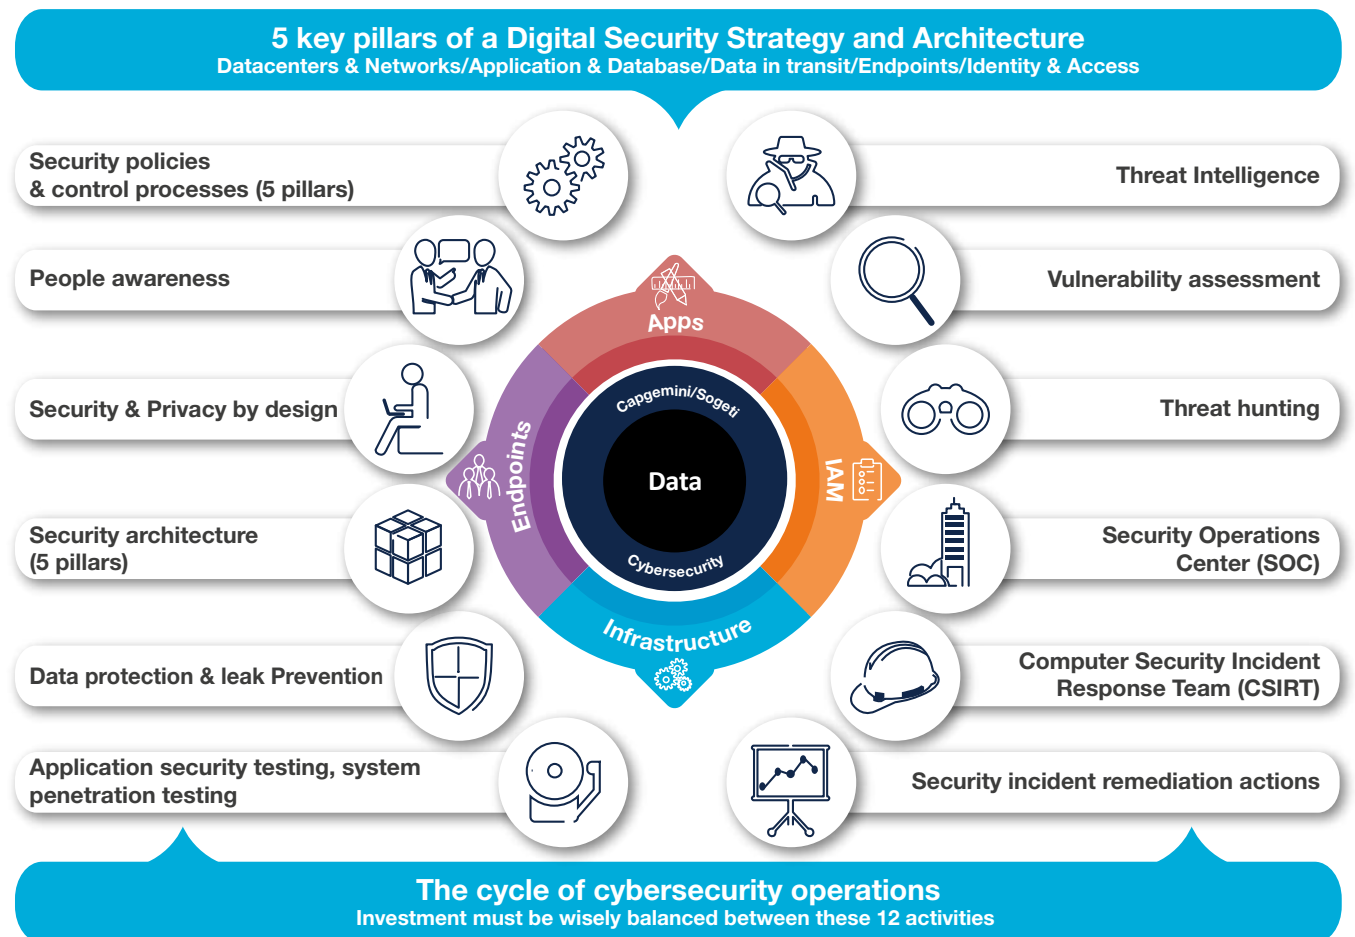 5 key pillars of a Digital Security Strategy and Architecture
Datacenters & Networks/Application & Database/Data in transit/Endpoints/Identity & Access
Security policies
& control processes (5 pillars)
People awareness
Security & Privacy by design
Security architecture
(5 pillars)
Data protection & leak Prevention
Application security testing, system
penetration testing
Apps
Endpoints
Capgemini/Sogeti
Data
Cybersecurity
IAM
Infrastructure
Threat Intelligence
Vulnerability assessment
Threat hunting
Security Operations
Center (SOC)
Computer Security Incident
Response Team (CSIRT)
Security incident remediation actions
The cycle of cybersecurity operations
Investment must be wisely balanced between these 12 activities